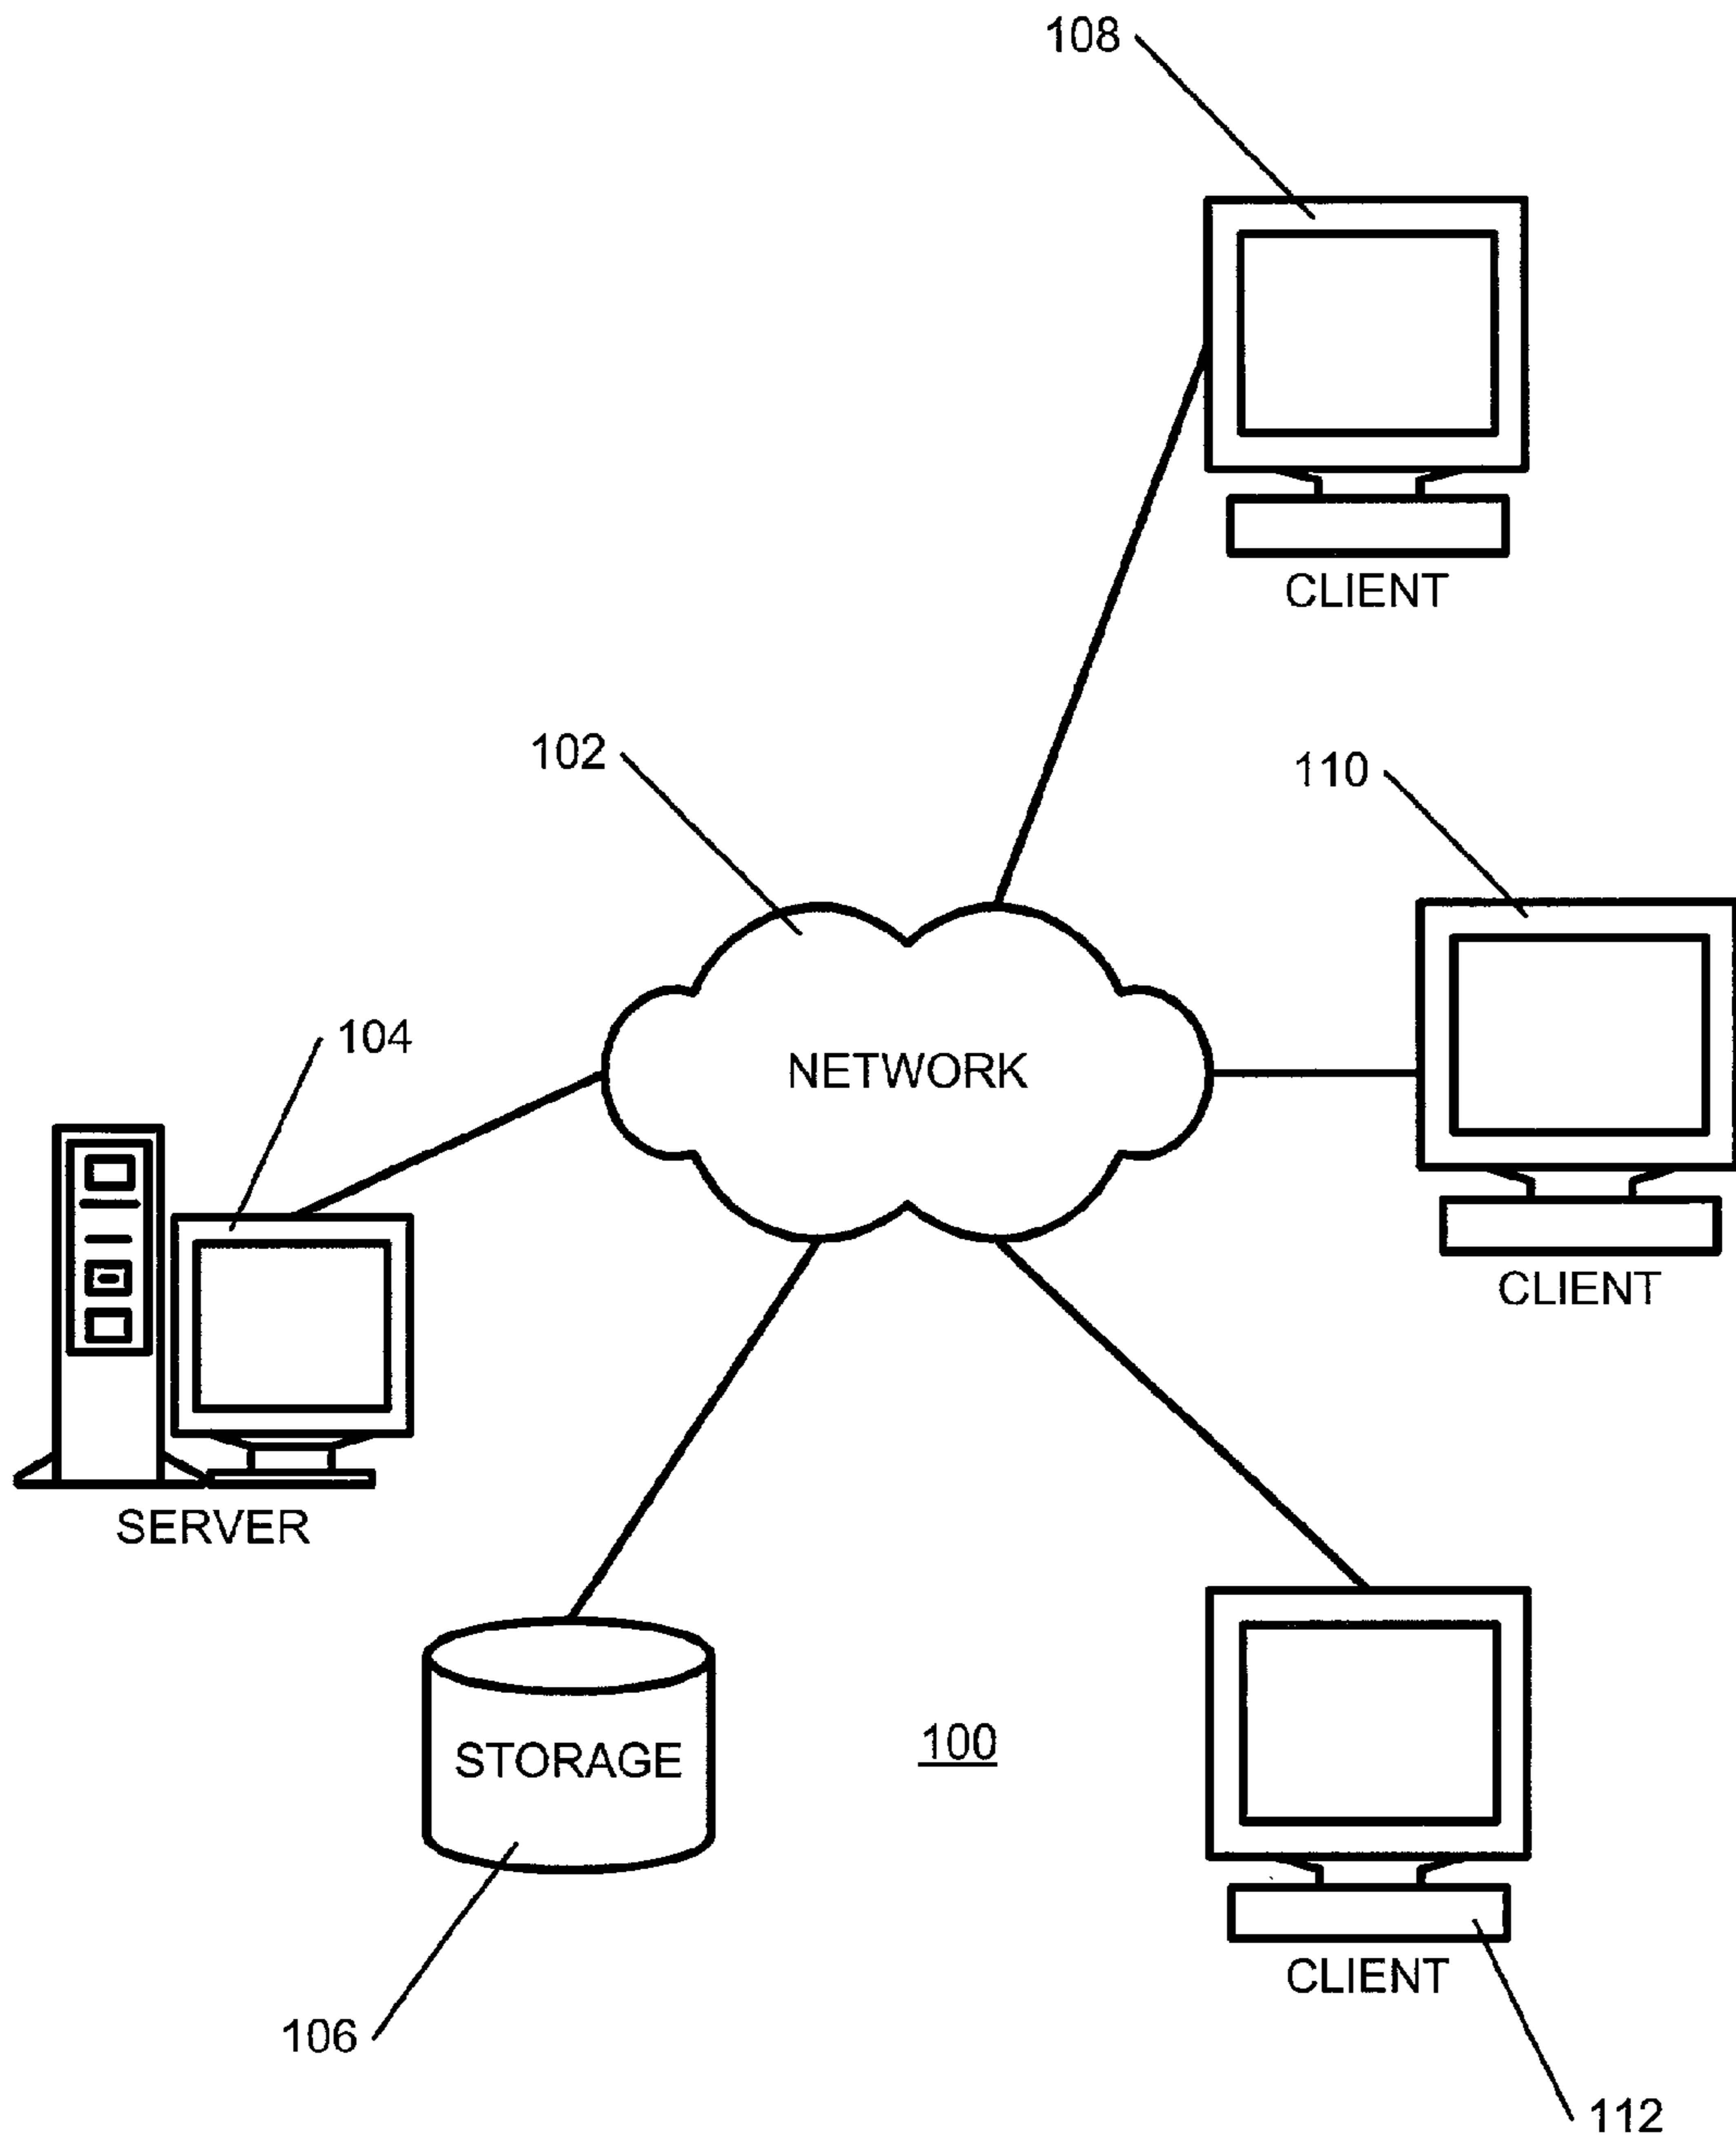 108
CLIENT
102
110
104
NETWORK
CLIENT
SERVER
STORAGE
100
CLIENT
106
112